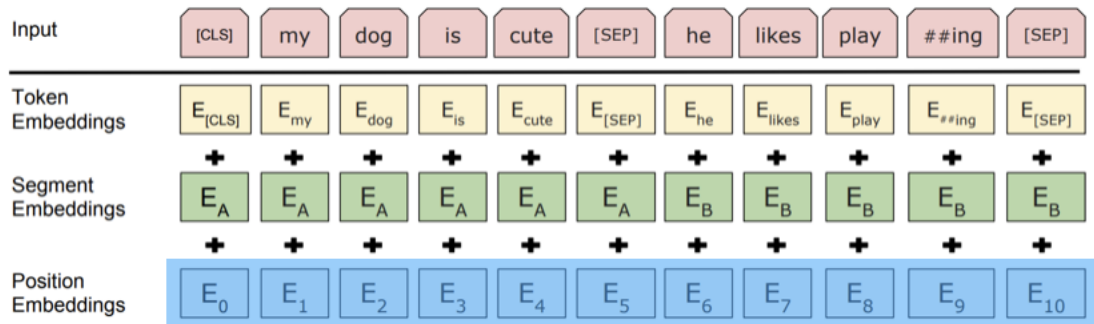 Input [CLS] my dog is cute [SEP] he likes play ##ing [SEP]
Token Embeddings E[CLS] Emy Edog Eis Ecute E[SEP] Ehe Elikes Eplay E##ing E[SEP]
+ + + + + + + + + + +
Segment Embeddings EA EA EA EA EA EA EB EB EB EB EB
+ + + + + + + + + + +
Position Embeddings E0 E1 E2 E3 E4 E5 E6 E7 E8 E9 E10